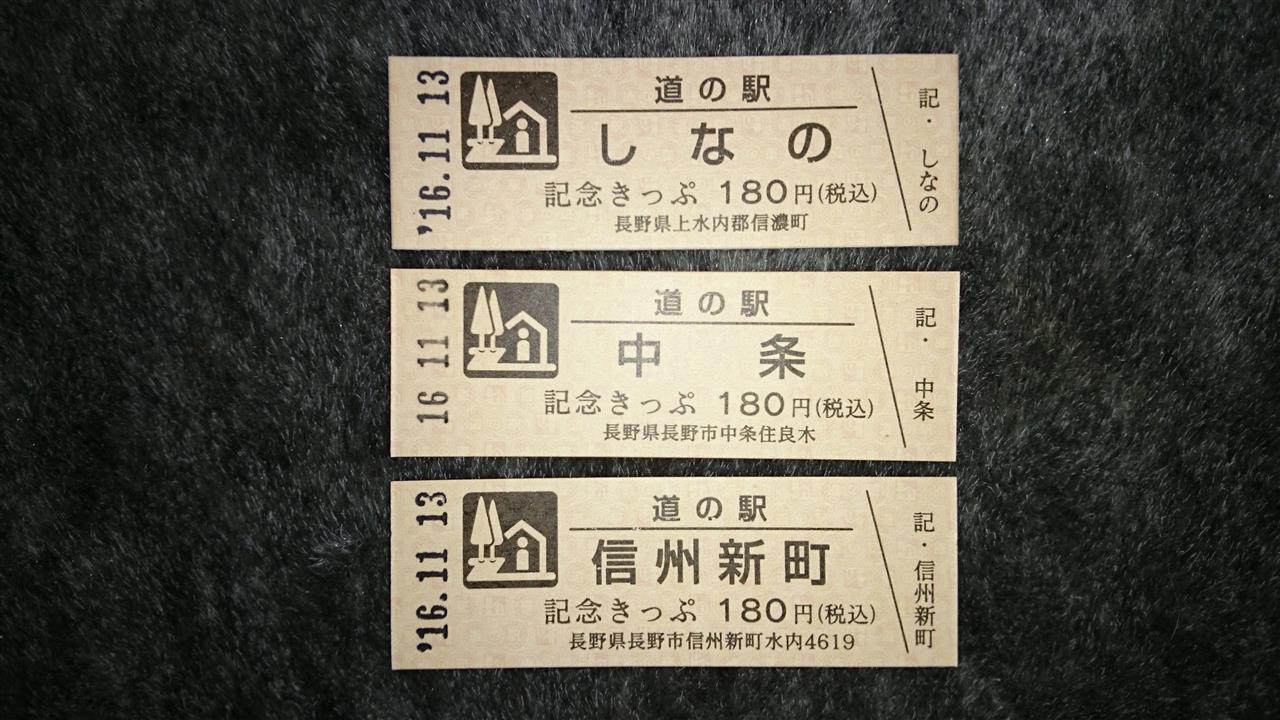 '16.11 13
道の駅
しなの
記念きっぷ 180円(税込)
長野県上水内郡信濃町
記・しなの
16 11 13
道の駅
中条
記念きっぷ 180円(税込)
長野県長野市中条住良木
記・中条
'16.11 13
道の駅
信州新町
記念きっぷ 180円(税込)
長野県長野市信州新町水内4619
記・信州新町